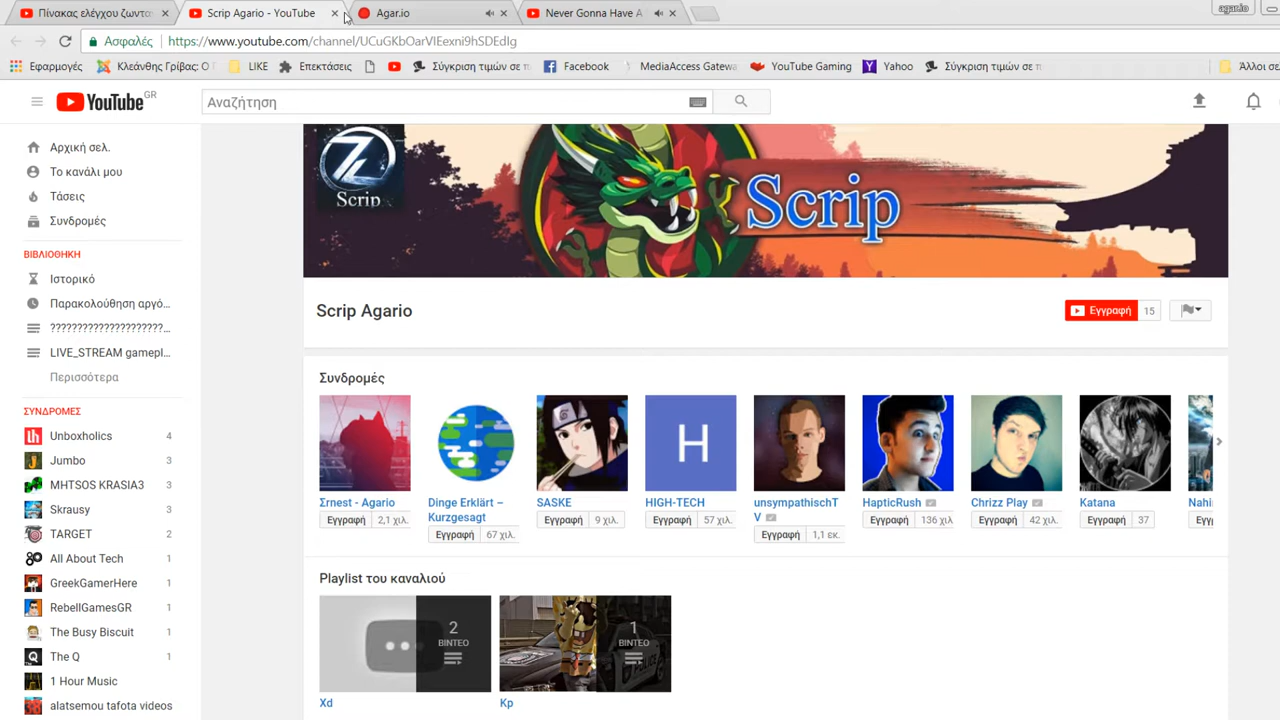 Πίνακας ελέγχου ζωντα
Scrip Agario - YouTube
Agar.io
Never Gonna Have A
agario
Ασφαλές
https://www.youtube.com/channel/UCuGKbOarVIEexni9hSDEdIg
Εφαρμογές
Κλεάνθης Γρίβας: Ο Γ
LIKE
Επεκτάσεις
Σύγκριση τιμών σε π
Facebook
MediaAccess Gatewa
YouTube Gaming
Yahoo
Σύγκριση τιμών σε π
Άλλοι σε
YouTube GR
Αναζήτηση
Αρχική σελ.
Το κανάλι μου
Τάσεις
Συνδρομές
ΒΙΒΛΙΟΘΗΚΗ
Ιστορικό
Παρακολούθηση αργό...
?????????????????????...
LIVE_STREAM gamepl...
Περισσότερα
ΣΥΝΔΡΟΜΕΣ
Unboxholics 4
Jumbo 3
MHTSOS KRASIA3 3
Skrausy 3
TARGET 2
All About Tech 1
GreekGamerHere 1
RebellGamesGR 1
The Busy Biscuit 1
The Q 1
1 Hour Music 1
alatsemou tafota videos
Scrip
Scrip
Scrip Agario
Εγγραφή 15
Συνδρομές
Σrnest - Agario
Εγγραφή 2,1 χιλ.
Dinge Erklärt –
Kurzgesagt
Εγγραφή 67 χιλ.
SASKE
Εγγραφή 9 χιλ.
H
HIGH-TECH
Εγγραφή 57 χιλ.
unsympathischT
V
Εγγραφή 1,1 εκ.
HapticRush
Εγγραφή 136 χιλ
Chrizz Play
Εγγραφή 42 χιλ.
Katana
Εγγραφή 37
Nahi
Εγγ
Playlist του καναλιού
2
ΒΙΝΤΕΟ
Xd
1
ΒΙΝΤΕΟ
Kp